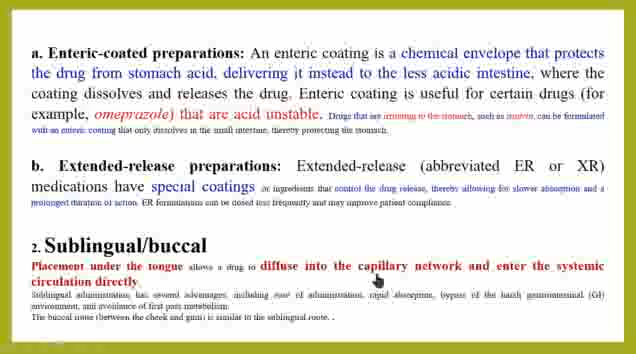 a. Enteric-coated preparations: An enteric coating is a chemical envelope that protects
the drug from stomach acid, delivering it instead to the less acidic intestine, where the
coating dissolves and releases the drug. Enteric coating is useful for certain drugs (for
example, omeprazole) that are acid unstable. Drugs that are irritating to the stomach, such as aspirin, can be formulated
with an enteric coating that only dissolves in the small intestine, thereby protecting the stomach.
b. Extended-release preparations: Extended-release (abbreviated ER or XR)
medications have special coatings or ingredients that control the drug release, thereby allowing for slower absorption and a
prolonged duration of action. ER formulations can be dosed less frequently and may improve patient compliance.
2. Sublingual/buccal
Placement under the tongue allows a drug to diffuse into the capillary network and enter the systemic
circulation directly.
Sublingual administration has several advantages, including ease of administration, rapid absorption, bypass of the harsh gastrointestinal (GI)
environment, and avoidance of first-pass metabolism.
The buccal route (between the cheek and gum) is similar to the sublingual route. .